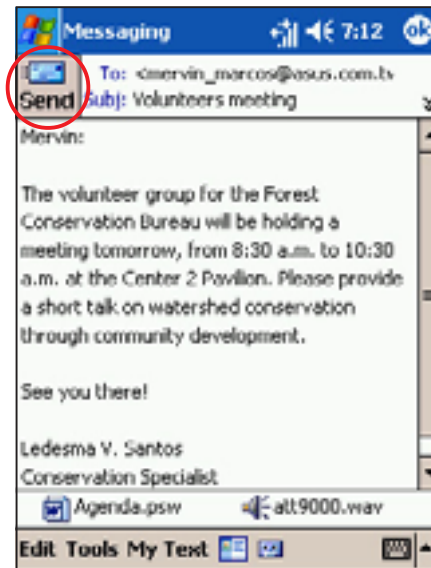 Messaging 7:12 ok
To: <mervin_marcos@asus.com.tv
Send Subj: Volunteers meeting
Mervin:
The volunteer group for the Forest
Conservation Bureau will be holding a
meeting tomorrow, from 8:30 a.m. to 10:30
a.m. at the Center 2 Pavilion. Please provide
a short talk on watershed conservation
through community development.
See you there!
Ledesma V. Santos
Conservation Specialist
Agenda.psw att9000.wav
Edit Tools My Text